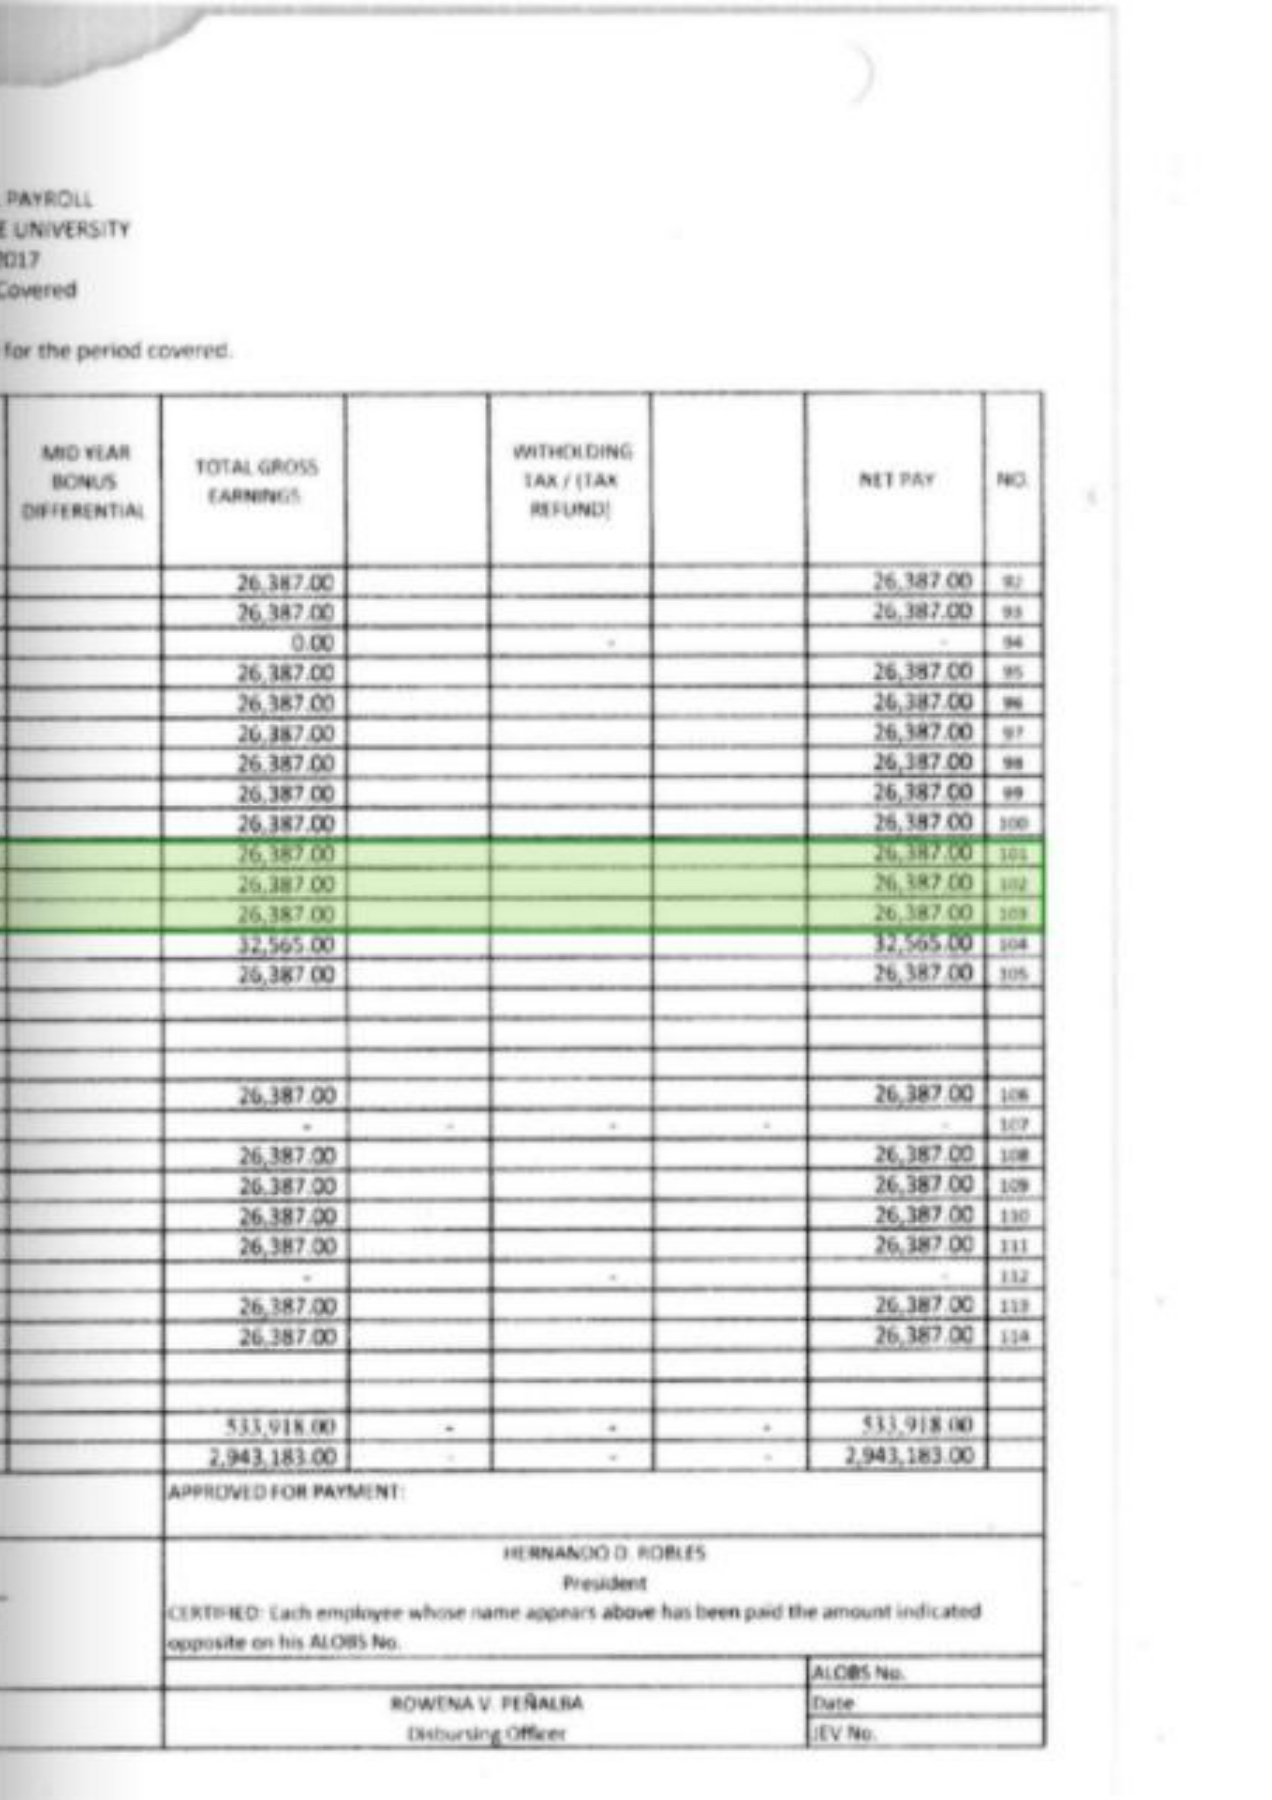 PAYROLL
E UNIVERSITY
2017
Covered
for the period covered.
MID YEAR BONUS DIFFERENTIAL TOTAL GROSS EARNINGS WITHOLDING TAX / (TAX REFUND) NET PAY NO.
26,387.00 26,387.00 92
26,387.00 26,387.00 93
0.00 - - 94
26,387.00 26,387.00 95
26,387.00 26,387.00 96
26,387.00 26,387.00 97
26,387.00 26,387.00 98
26,387.00 26,387.00 99
26,387.00 26,387.00 100
26,387.00 26,387.00 101
26,387.00 26,387.00 102
26,387.00 26,387.00 103
32,565.00 32,565.00 104
26,387.00 26,387.00 105
26,387.00 26,387.00 106
- - - - - 107
26,387.00 26,387.00 108
26,387.00 26,387.00 109
26,387.00 26,387.00 110
26,387.00 26,387.00 111
- - - 112
26,387.00 26,387.00 113
26,387.00 26,387.00 114
533,918.00 - - - 533,918.00
2,943,183.00 - - - 2,943,183.00
APPROVED FOR PAYMENT:
HERNANDO D. ROBLES
President
CERTIFIED: Each employee whose name appears above has been paid the amount indicated
opposite on his ALOBS No.
ALOBS No.
ROWENA V. PEÑALBA Date
Disbursing Officer JEV No.